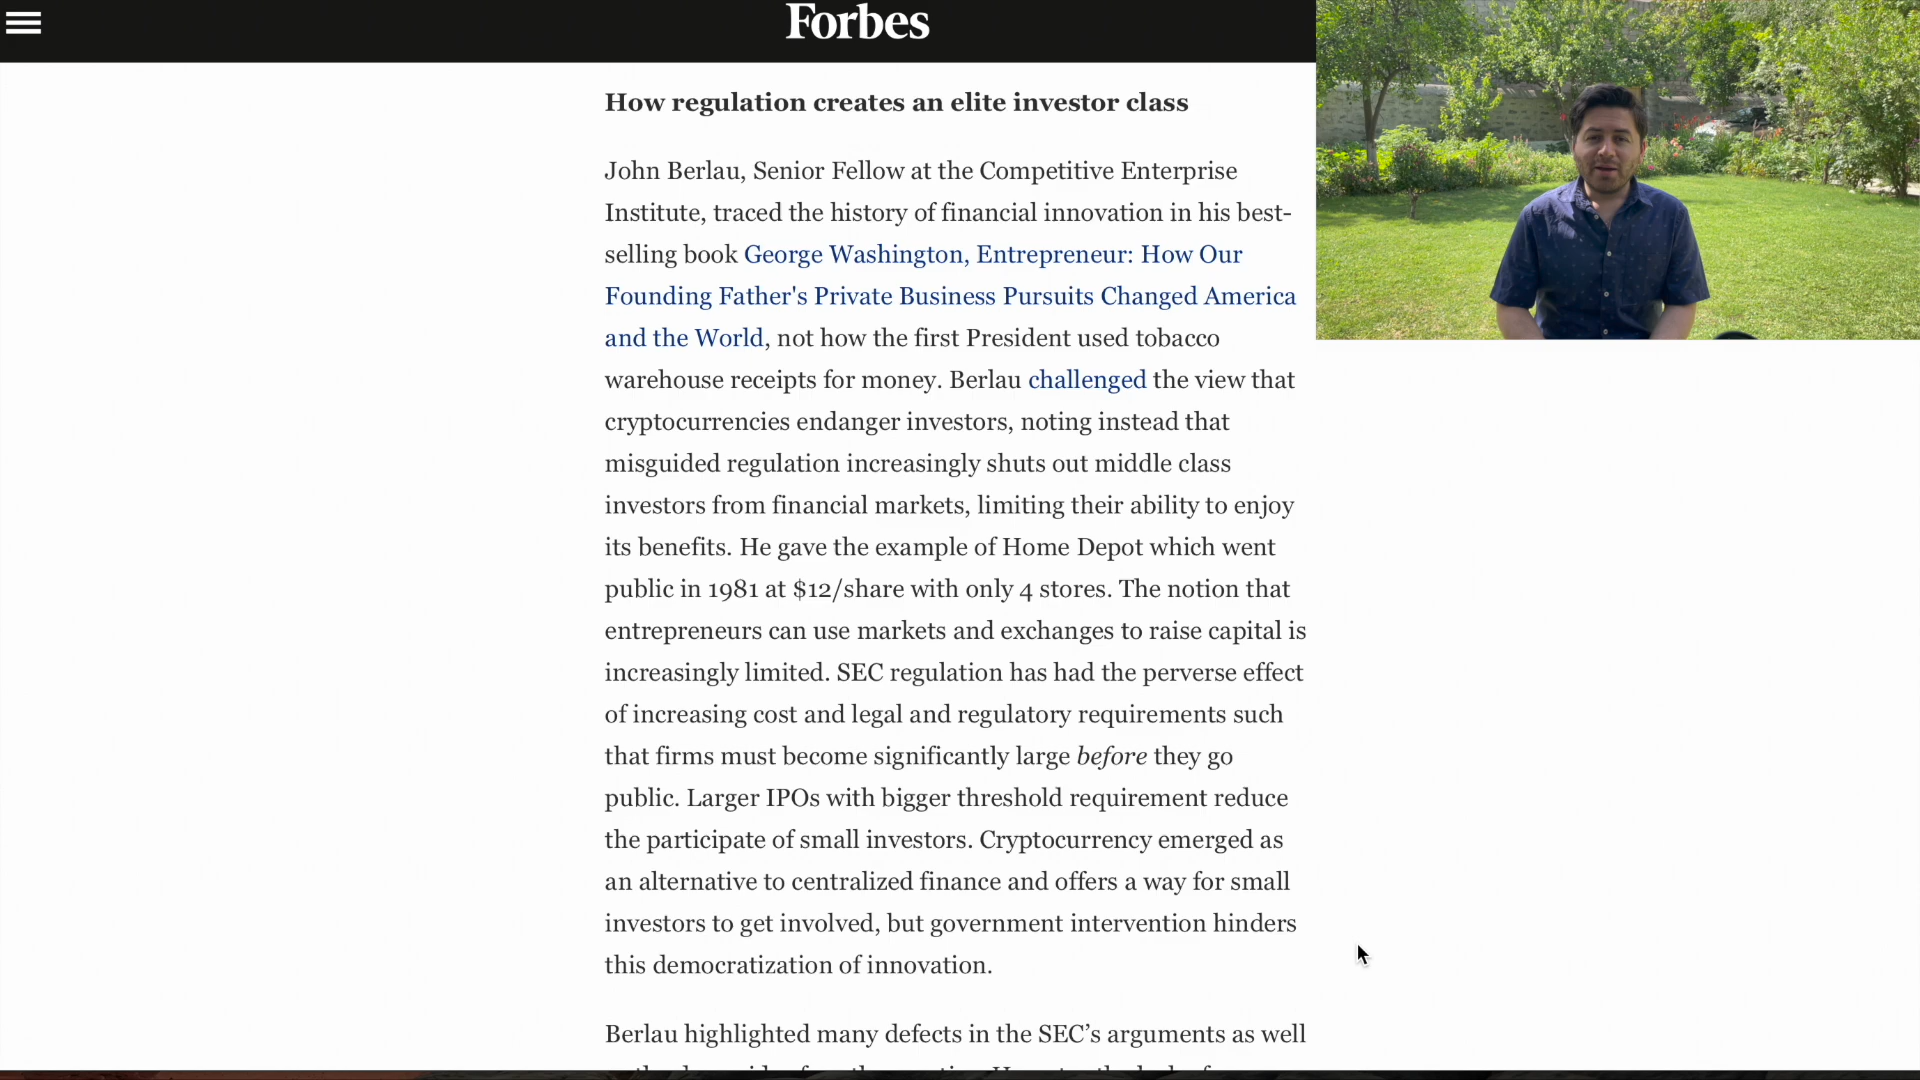 Forbes
How regulation creates an elite investor class
John Berlau, Senior Fellow at the Competitive Enterprise
Institute, traced the history of financial innovation in his best-
selling book George Washington, Entrepreneur: How Our
Founding Father's Private Business Pursuits Changed America
and the World, not how the first President used tobacco
warehouse receipts for money. Berlau challenged the view that
cryptocurrencies endanger investors, noting instead that
misguided regulation increasingly shuts out middle class
investors from financial markets, limiting their ability to enjoy
its benefits. He gave the example of Home Depot which went
public in 1981 at $12/share with only 4 stores. The notion that
entrepreneurs can use markets and exchanges to raise capital is
increasingly limited. SEC regulation has had the perverse effect
of increasing cost and legal and regulatory requirements such
that firms must become significantly large before they go
public. Larger IPOs with bigger threshold requirement reduce
the participate of small investors. Cryptocurrency emerged as
an alternative to centralized finance and offers a way for small
investors to get involved, but government intervention hinders
this democratization of innovation.
Berlau highlighted many defects in the SEC’s arguments as well